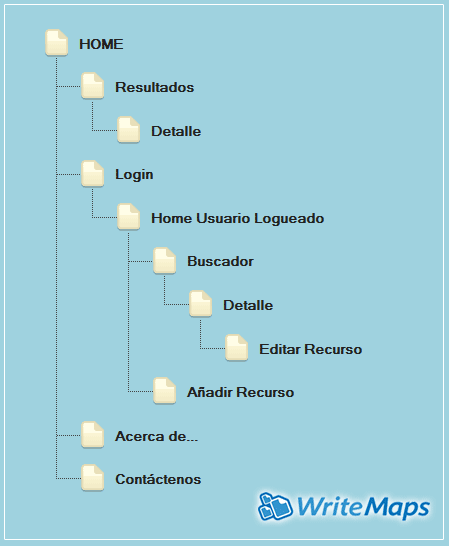 HOME
Resultados
Detalle
Login
Home Usuario Logueado
Buscador
Detalle
Editar Recurso
Añadir Recurso
Acerca de...
Contáctenos
WriteMaps